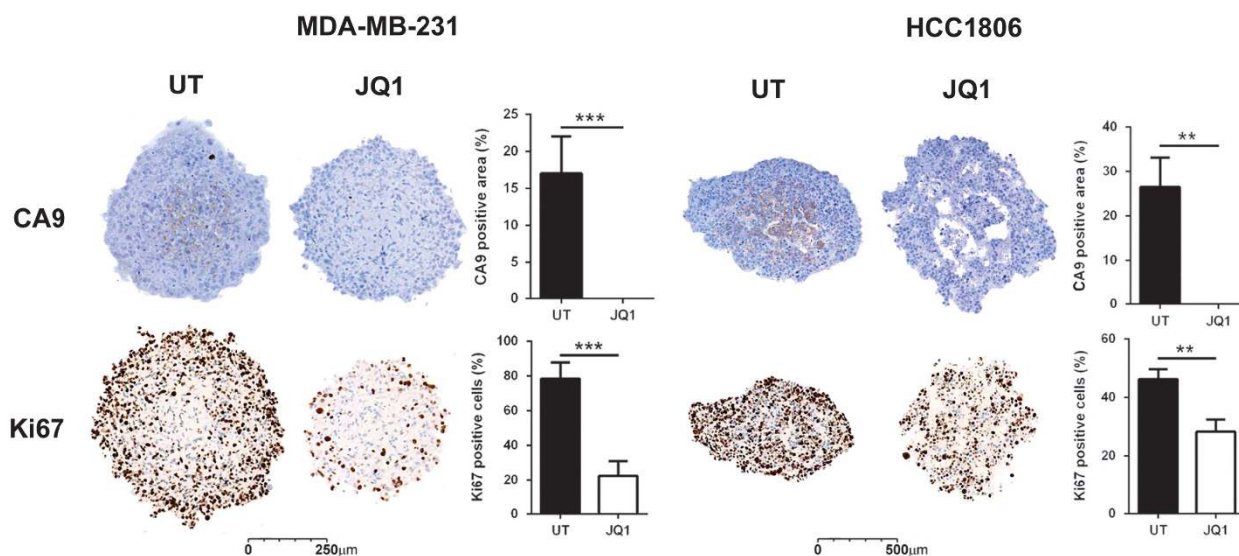 MDA-MB-231
HCC1806
UT
JQ1
UT
JQ1
CA9
CA9 positive area (%)
25
20
15
10
5
0
***
UT
JQ1
CA9 positive area (%)
40
30
20
10
0
**
UT
JQ1
Ki67
Ki67 positive cells (%)
100
80
60
40
20
0
***
UT
JQ1
Ki67 positive cells (%)
60
40
20
0
**
UT
JQ1
0 250µm
0 500µm